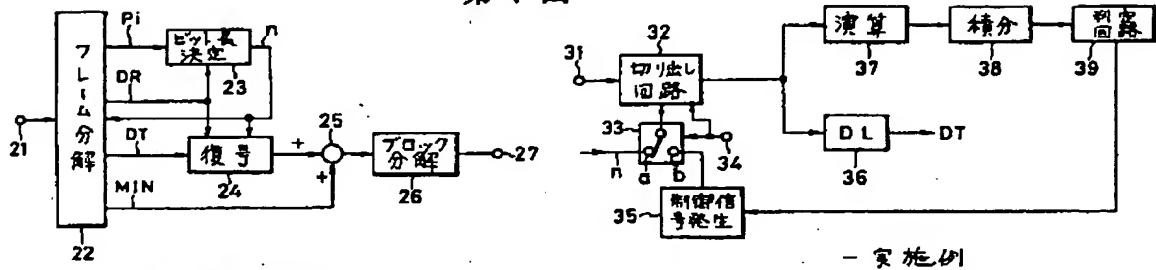 Pi
ビット長
決定
23
n
DR
フレーム分解
21
DT
復号
24
+
25
+
ブロック
分解
26
27
MIN
22
31
32
切り出し
回路
33
n
a
b
34
35
制御信
号発生
演算
37
積分
38
判定
回路
39
DL
36
DT
一実施例